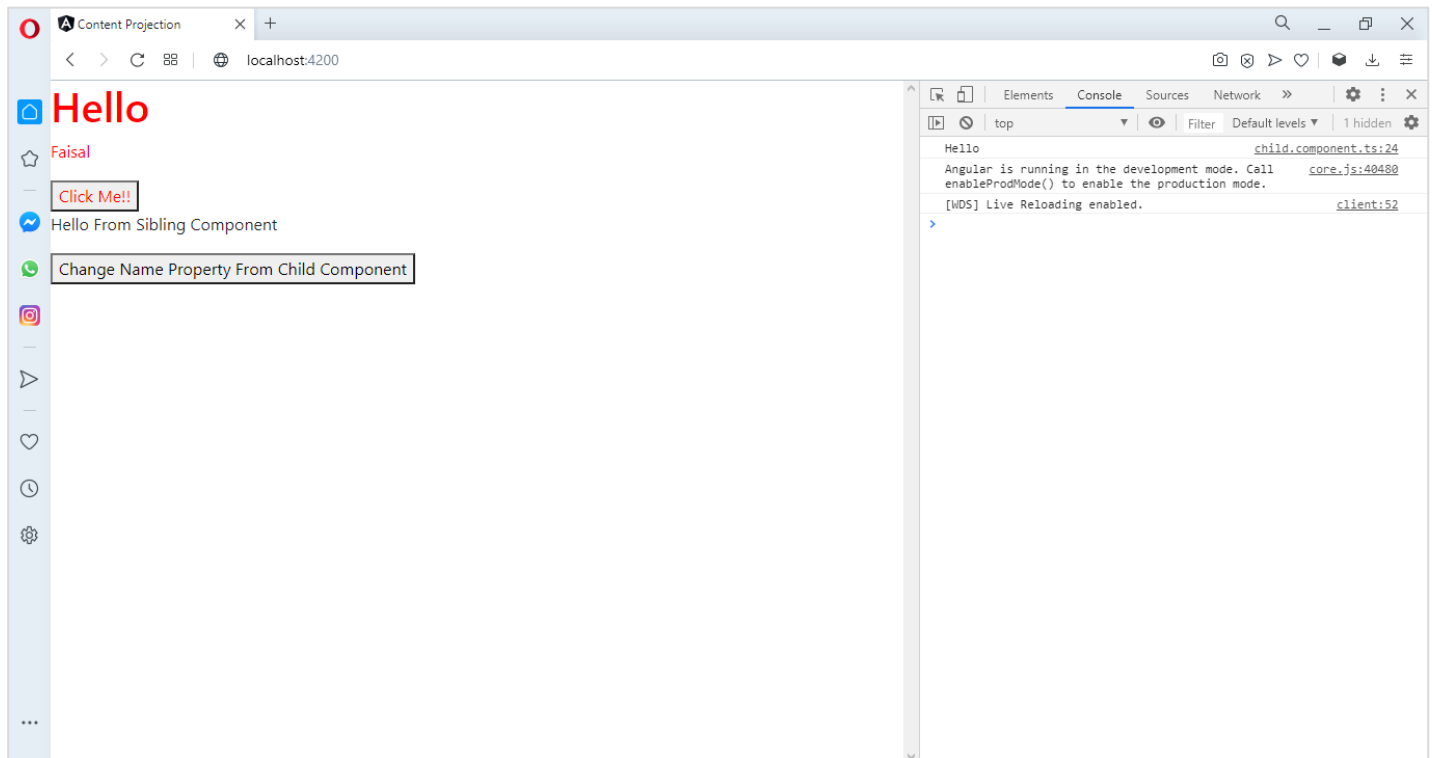 Content Projection
localhost:4200
Hello
Faisal
Click Me!!
Hello From Sibling Component
Change Name Property From Child Component
Elements Console Sources Network »
top Filter Default levels ▼ 1 hidden
Hello child.component.ts:24
Angular is running in the development mode. Call core.js:40480
enableProdMode() to enable the production mode.
[WDS] Live Reloading enabled. client:52